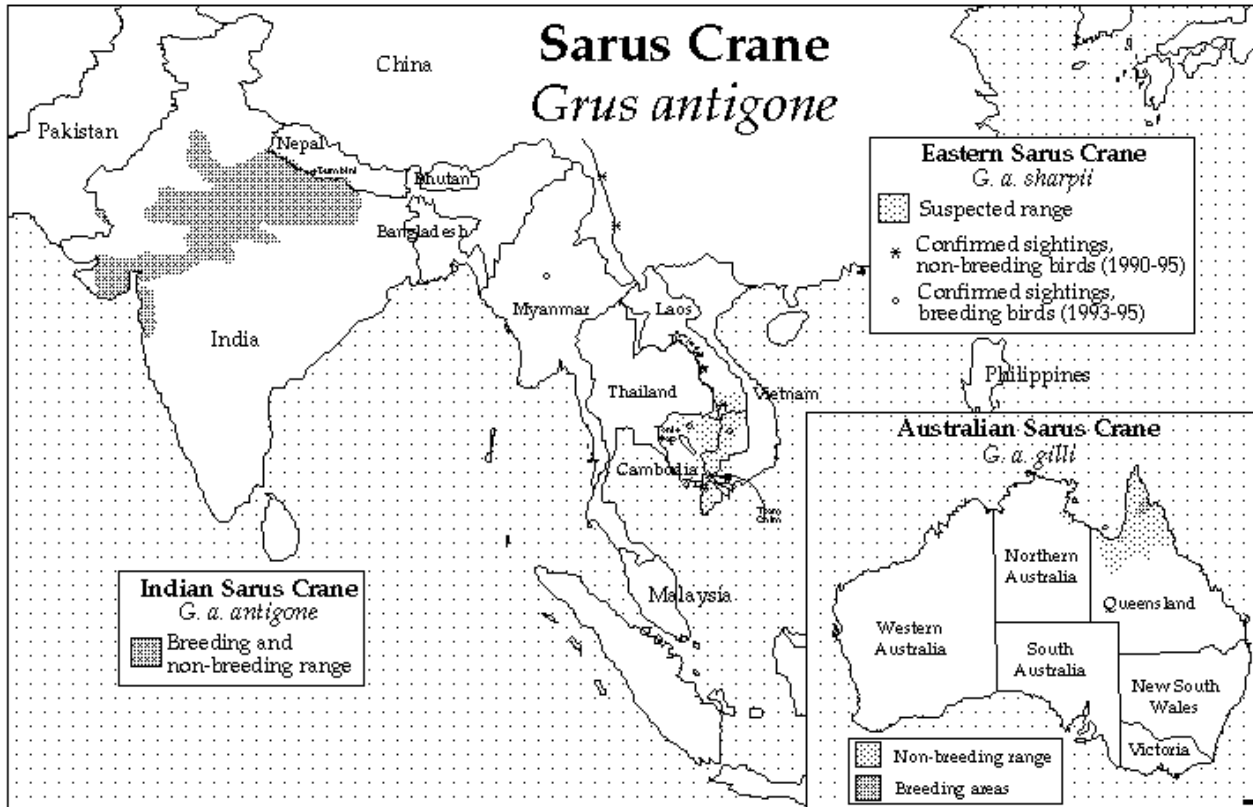 Sarus Crane
Grus antigone
China
Pakistan
Nepal
Bhutan
Bangladesh
India
Myanmar
Laos
Thailand
Vietnam
Cambodia
Malaysia
Philippines
Eastern Sarus Crane
G. a. sharpii
Suspected range
* Confirmed sightings,
non-breeding birds (1990-95)
Confirmed sightings,
breeding birds (1993-95)
Indian Sarus Crane
G. a. antigone
Breeding and
non-breeding range
Australian Sarus Crane
G. a. gilli
Northern
Australia
Queensland
Western
Australia
South
Australia
New South
Wales
Victoria
Non-breeding range
Breeding areas